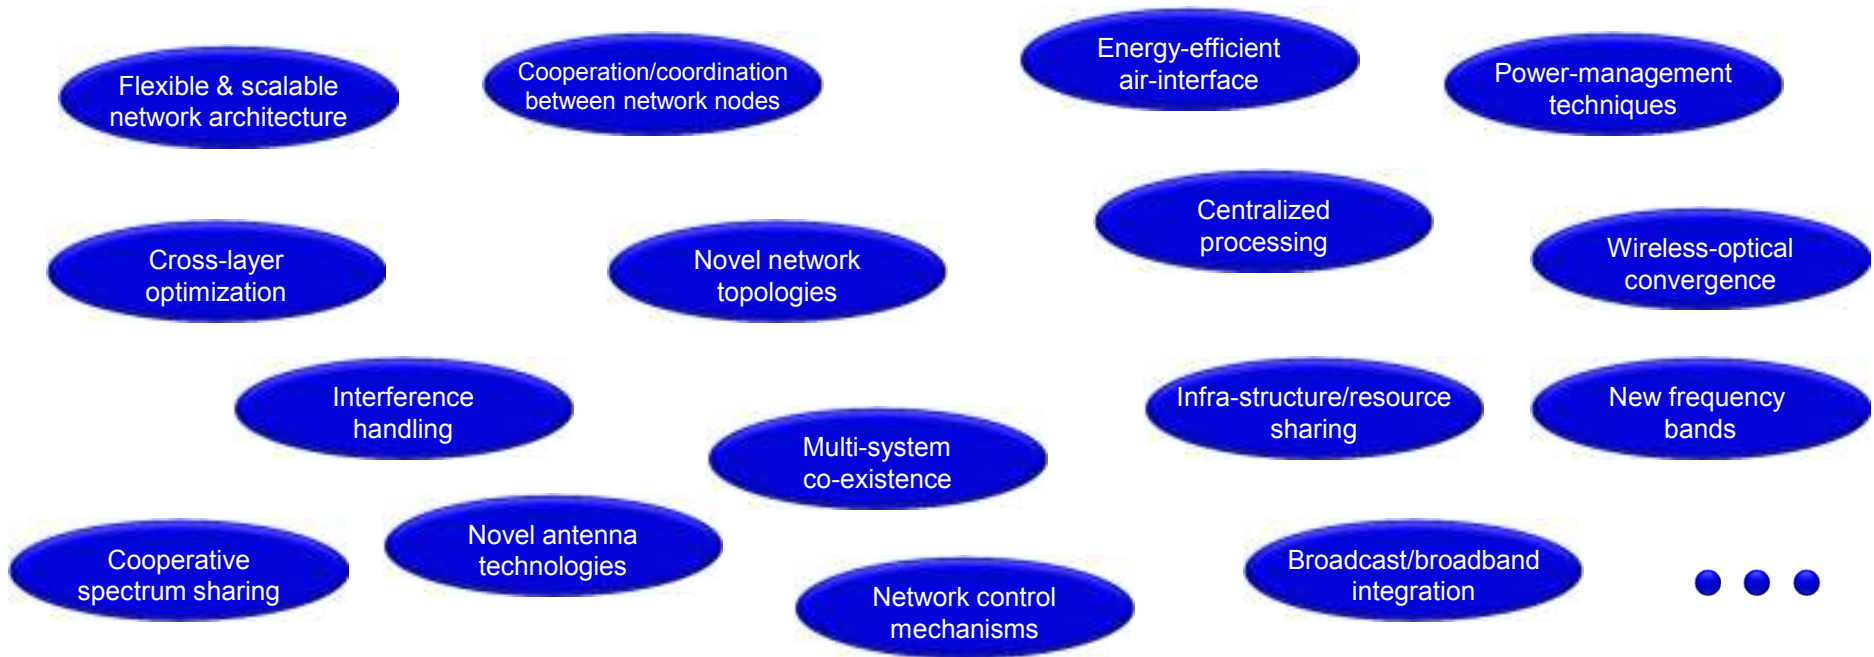 Flexible & scalable
network architecture
Cooperation/coordination
between network nodes
Energy-efficient
air-interface
Power-management
techniques
Cross-layer
optimization
Novel network
topologies
Centralized
processing
Wireless-optical
convergence
Interference
handling
Multi-system
co-existence
Infra-structure/resource
sharing
New frequency
bands
Cooperative
spectrum sharing
Novel antenna
technologies
Network control
mechanisms
Broadcast/broadband
integration